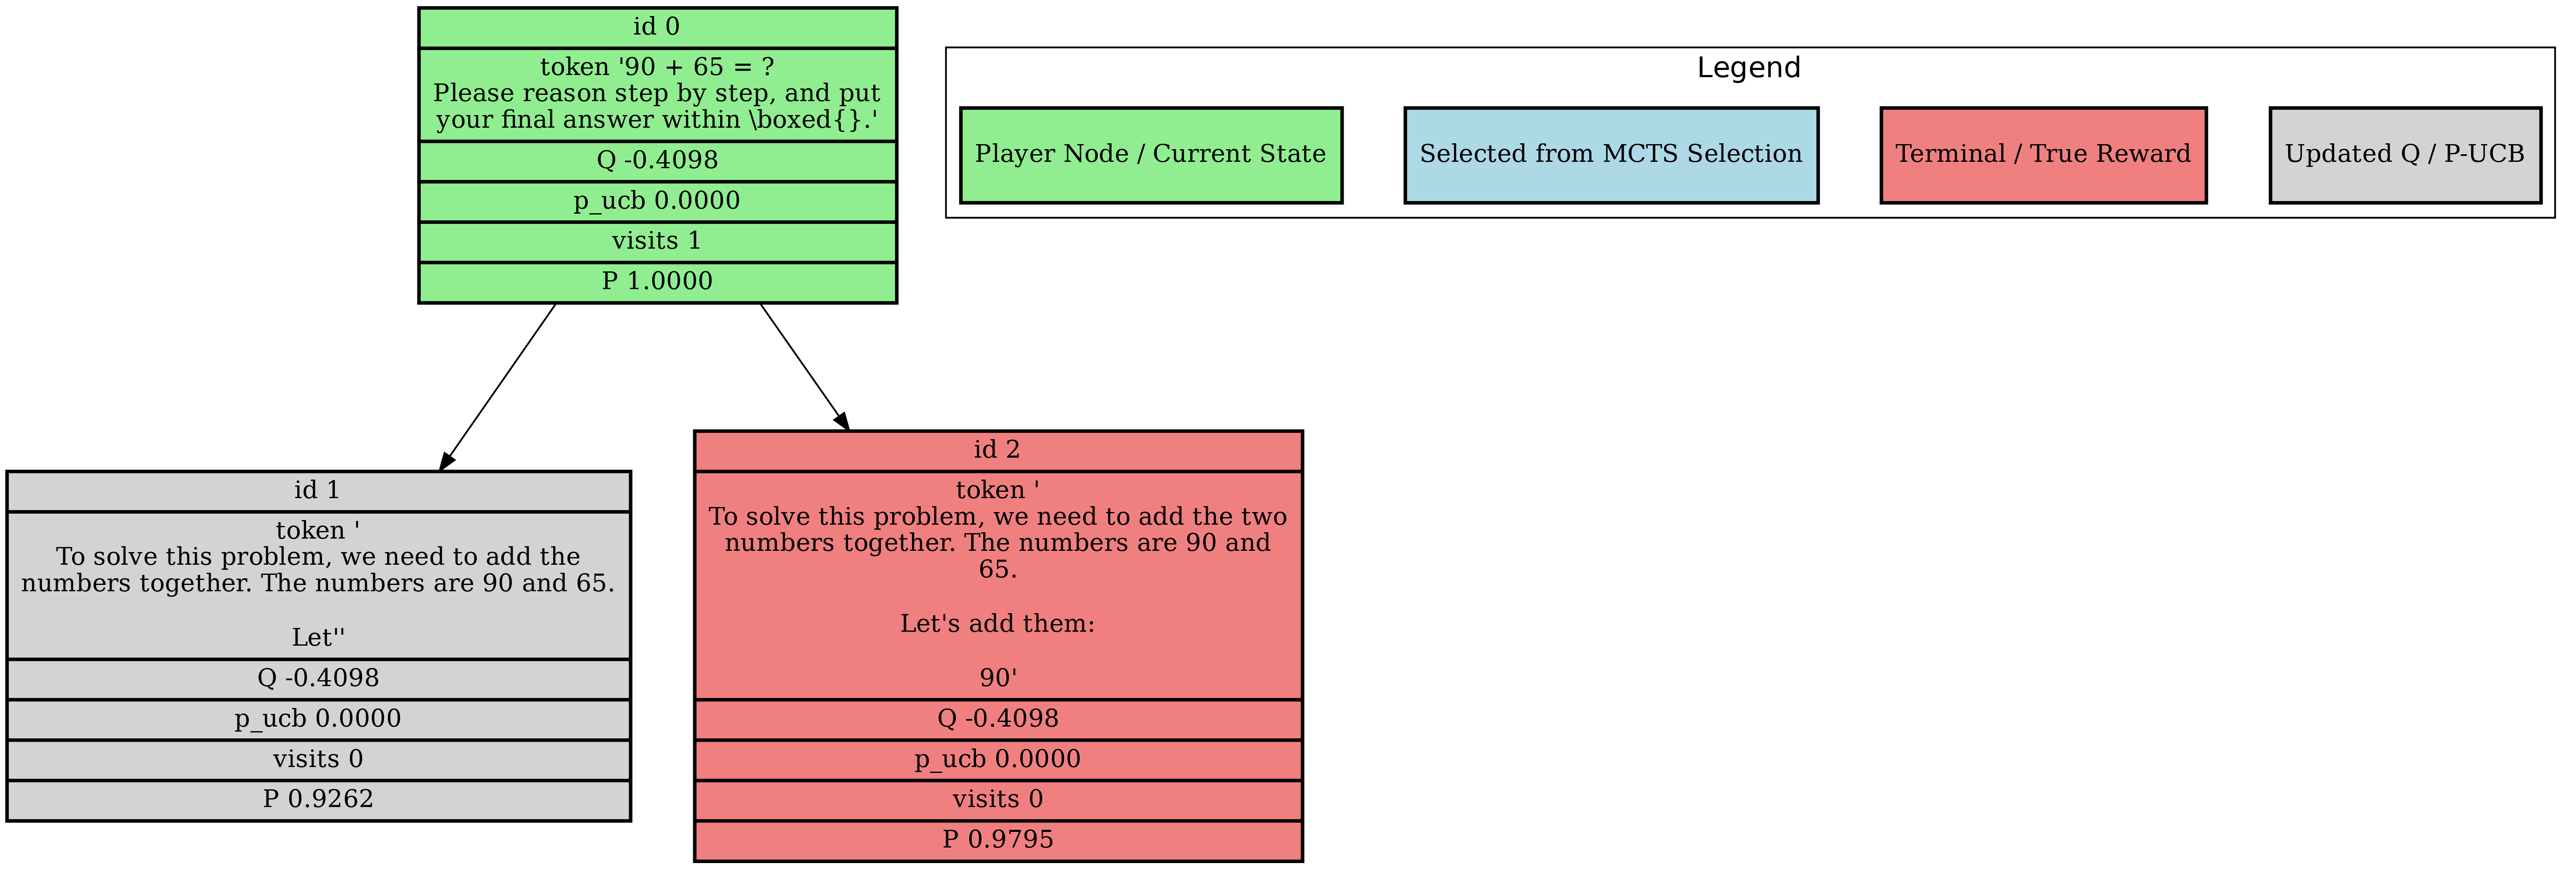 id 0
token '90 + 65 = ?
Please reason step by step, and put
your final answer within \boxed{}.'
Q -0.4098
p_ucb 0.0000
visits 1
P 1.0000
Legend
Player Node / Current State
Selected from MCTS Selection
Terminal / True Reward
Updated Q / P-UCB
id 1
token '
To solve this problem, we need to add the
numbers together. The numbers are 90 and 65.
Let''
Q -0.4098
p_ucb 0.0000
visits 0
P 0.9262
id 2
token '
To solve this problem, we need to add the two
numbers together. The numbers are 90 and
65.
Let's add them:
90'
Q -0.4098
p_ucb 0.0000
visits 0
P 0.9795